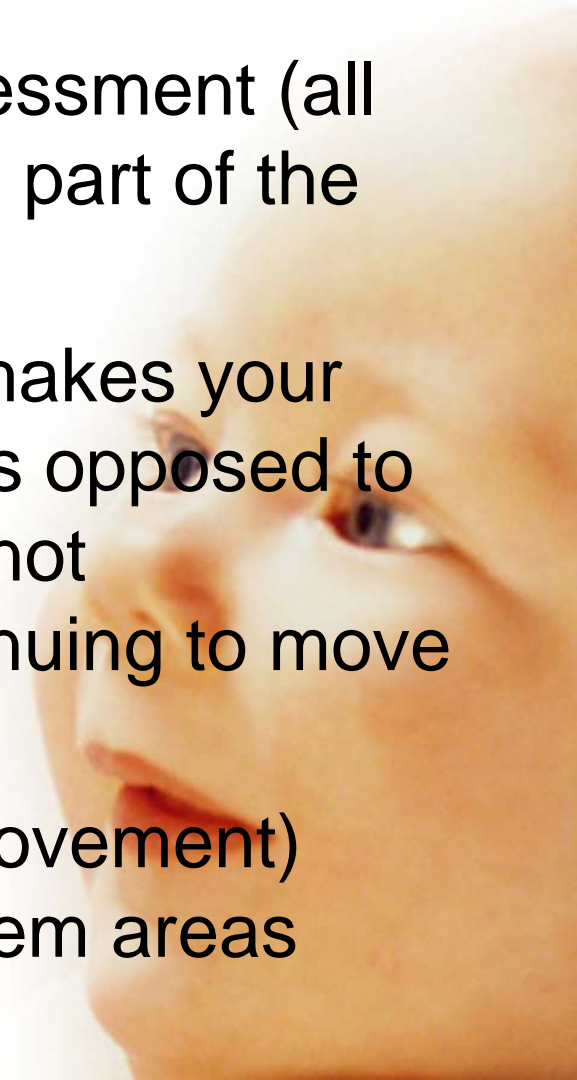 essment (all
part of the
nakes your
s opposed to
not
nuing to move
ovement)
em areas